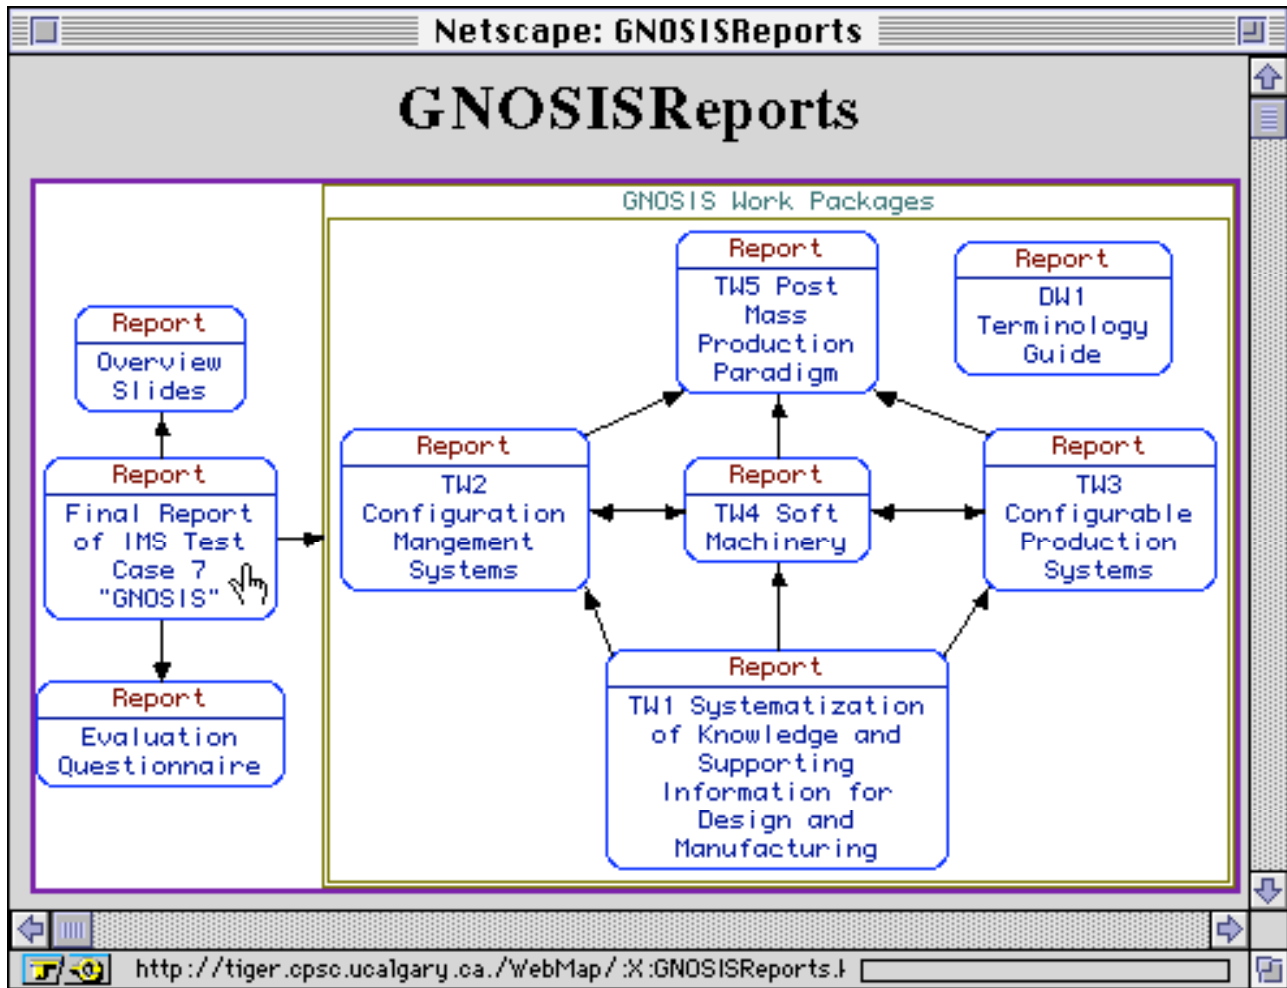 Netscape: GNOSISReports
GNOSISReports
GNOSIS Work Packages
Report
Overview
Slides
Report
Final Report
of IMS Test
Case 7
"GNOSIS"
Report
Evaluation
Questionnaire
Report
TW5 Post
Mass
Production
Paradigm
Report
DW1
Terminology
Guide
Report
TW2
Configuration
Mangement
Systems
Report
TW4 Soft
Machinery
Report
TW3
Configurable
Production
Systems
Report
TW1 Systematization
of Knowledge and
Supporting
Information for
Design and
Manufacturing
http://tiger.cpsc.ucalgary.ca./WebMap/:X:GNOSISReports.